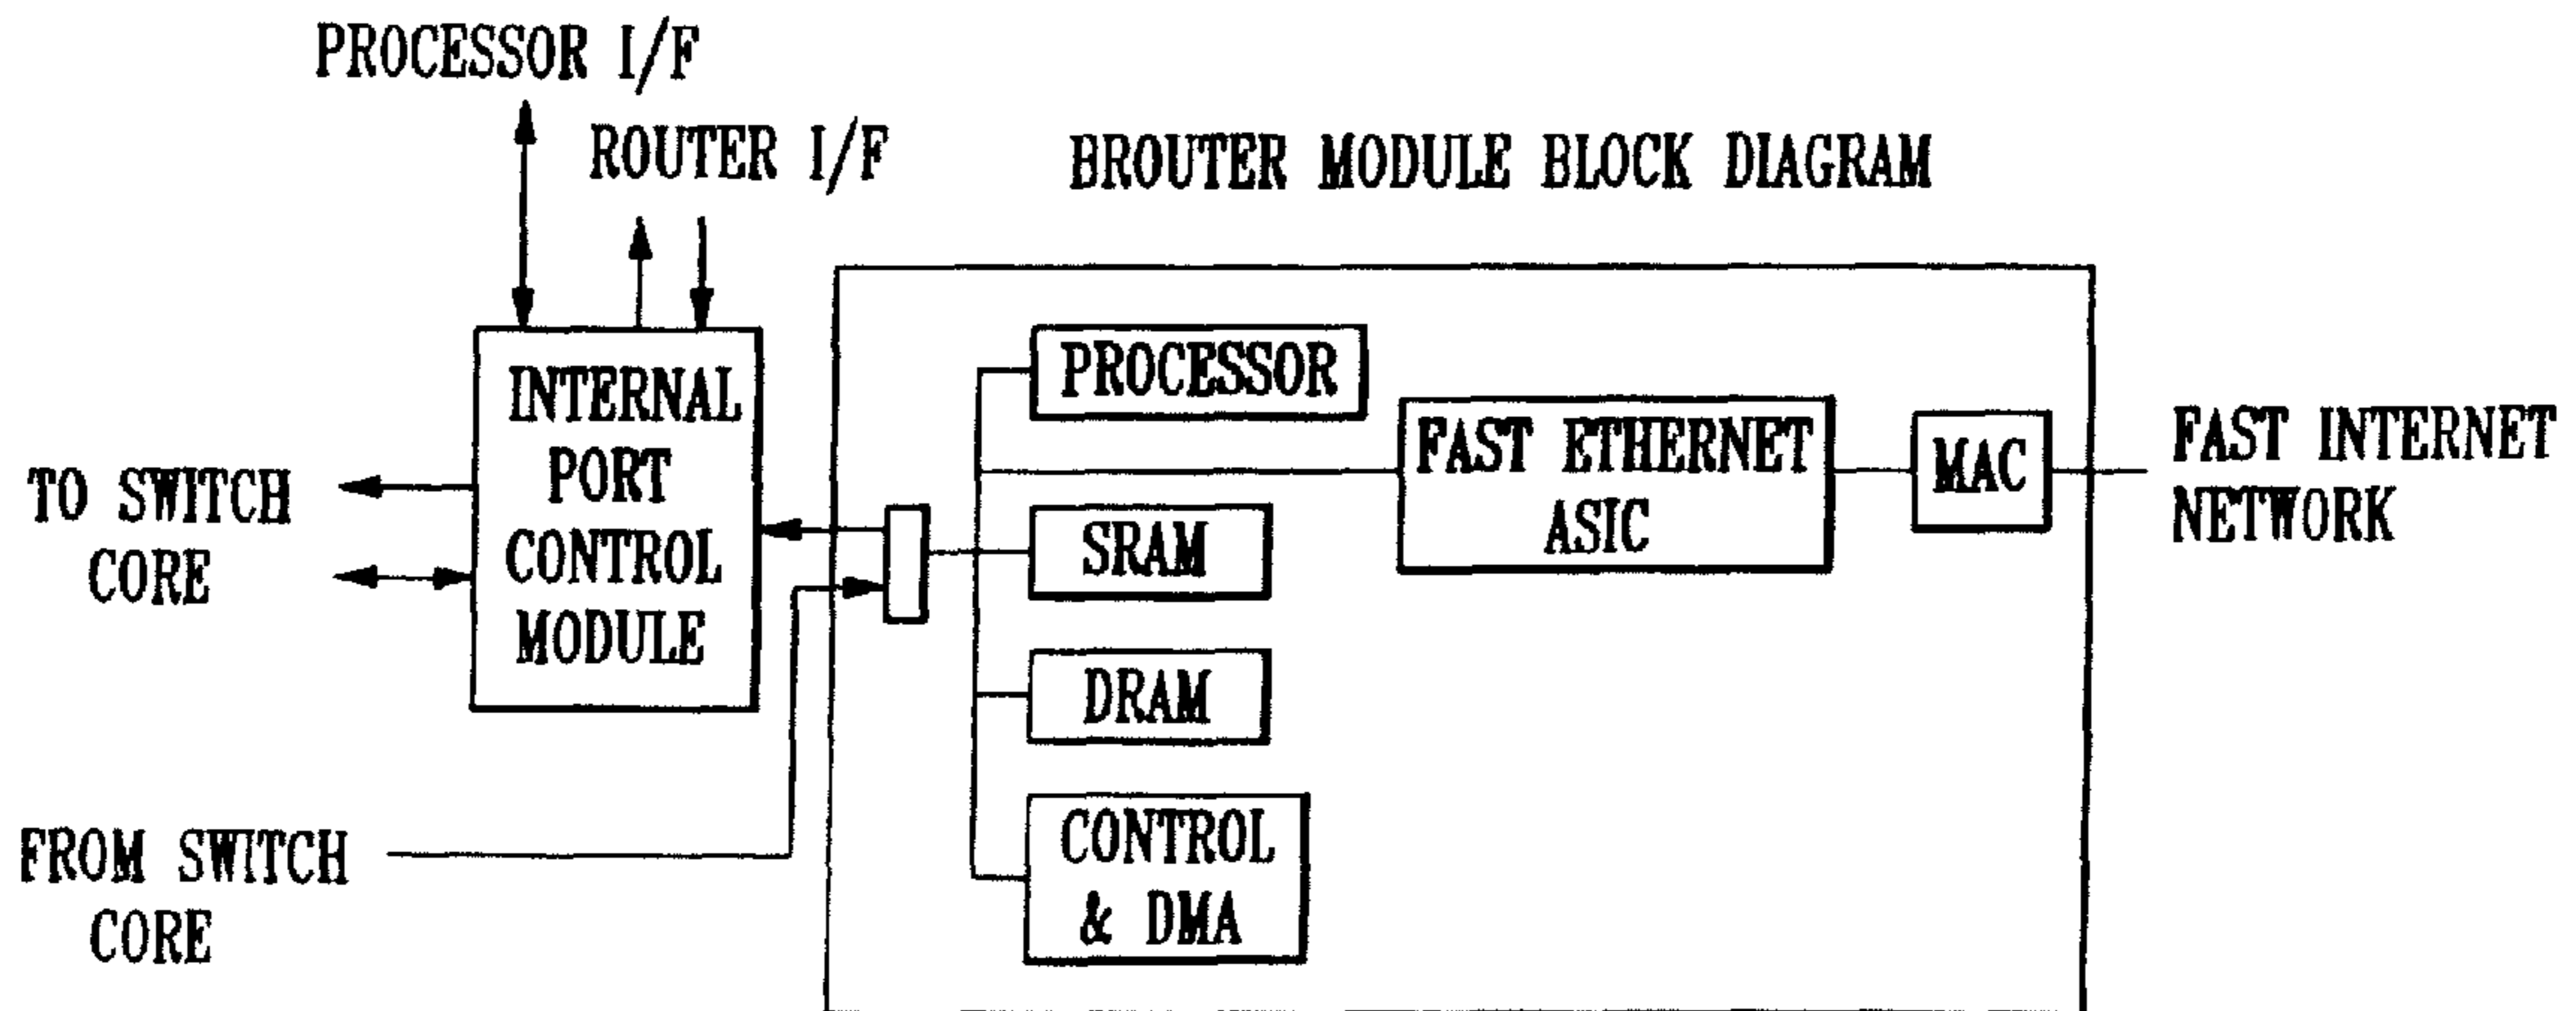 PROCESSOR I/F
ROUTER I/F
BROUTER MODULE BLOCK DIAGRAM
INTERNAL
PORT
CONTROL
MODULE
TO SWITCH
CORE
FROM SWITCH
CORE
PROCESSOR
FAST ETHERNET
ASIC
MAC
SRAM
DRAM
CONTROL
& DMA
FAST INTERNET
NETWORK